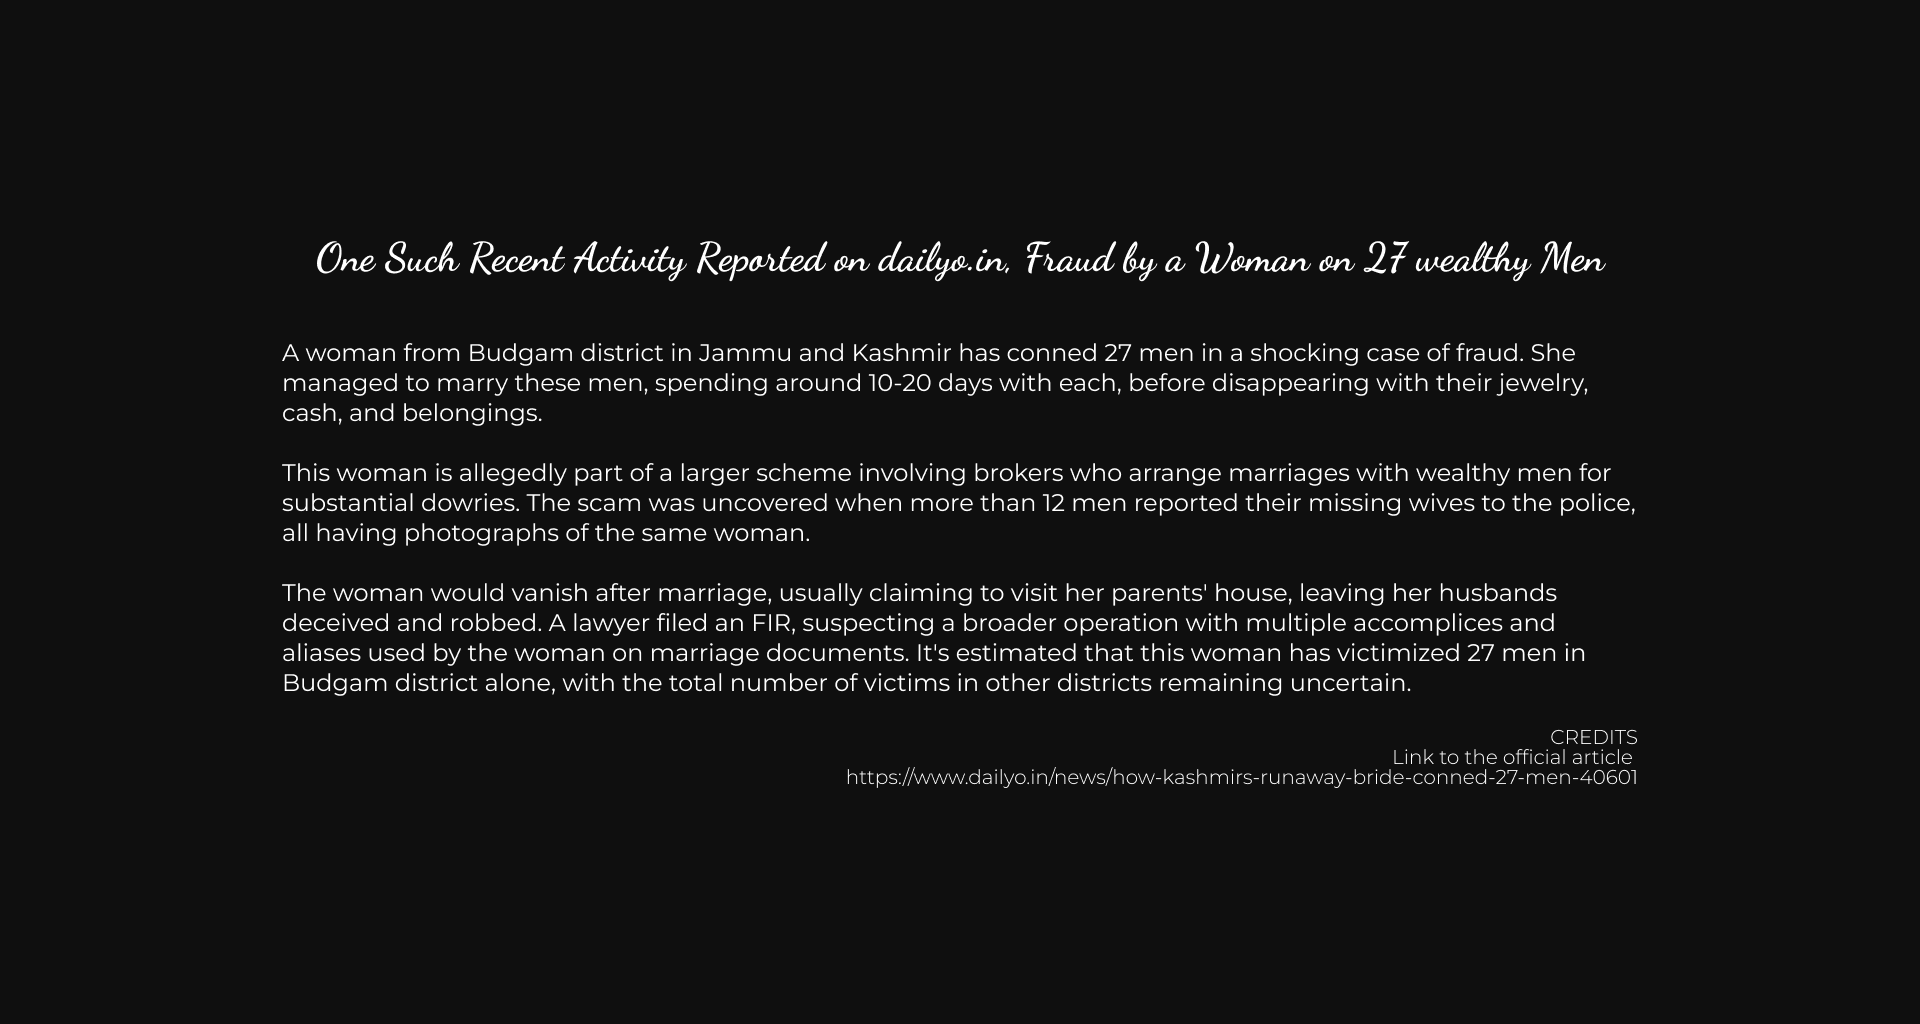 One Such Recent Activity Reported on dailyo.in, Fraud by a Woman on 27 wealthy Men
A woman from Budgam district in Jammu and Kashmir has conned 27 men in a shocking case of fraud. She
managed to marry these men, spending around 10-20 days with each, before disappearing with their jewelry,
cash, and belongings.
This woman is allegedly part of a larger scheme involving brokers who arrange marriages with wealthy men for
substantial dowries. The scam was uncovered when more than 12 men reported their missing wives to the police,
all having photographs of the same woman.
The woman would vanish after marriage, usually claiming to visit her parents' house, leaving her husbands
deceived and robbed. A lawyer filed an FIR, suspecting a broader operation with multiple accomplices and
aliases used by the woman on marriage documents. It's estimated that this woman has victimized 27 men in
Budgam district alone, with the total number of victims in other districts remaining uncertain.
CREDITS
Link to the official article
https://www.dailyo.in/news/how-kashmirs-runaway-bride-conned-27-men-40601